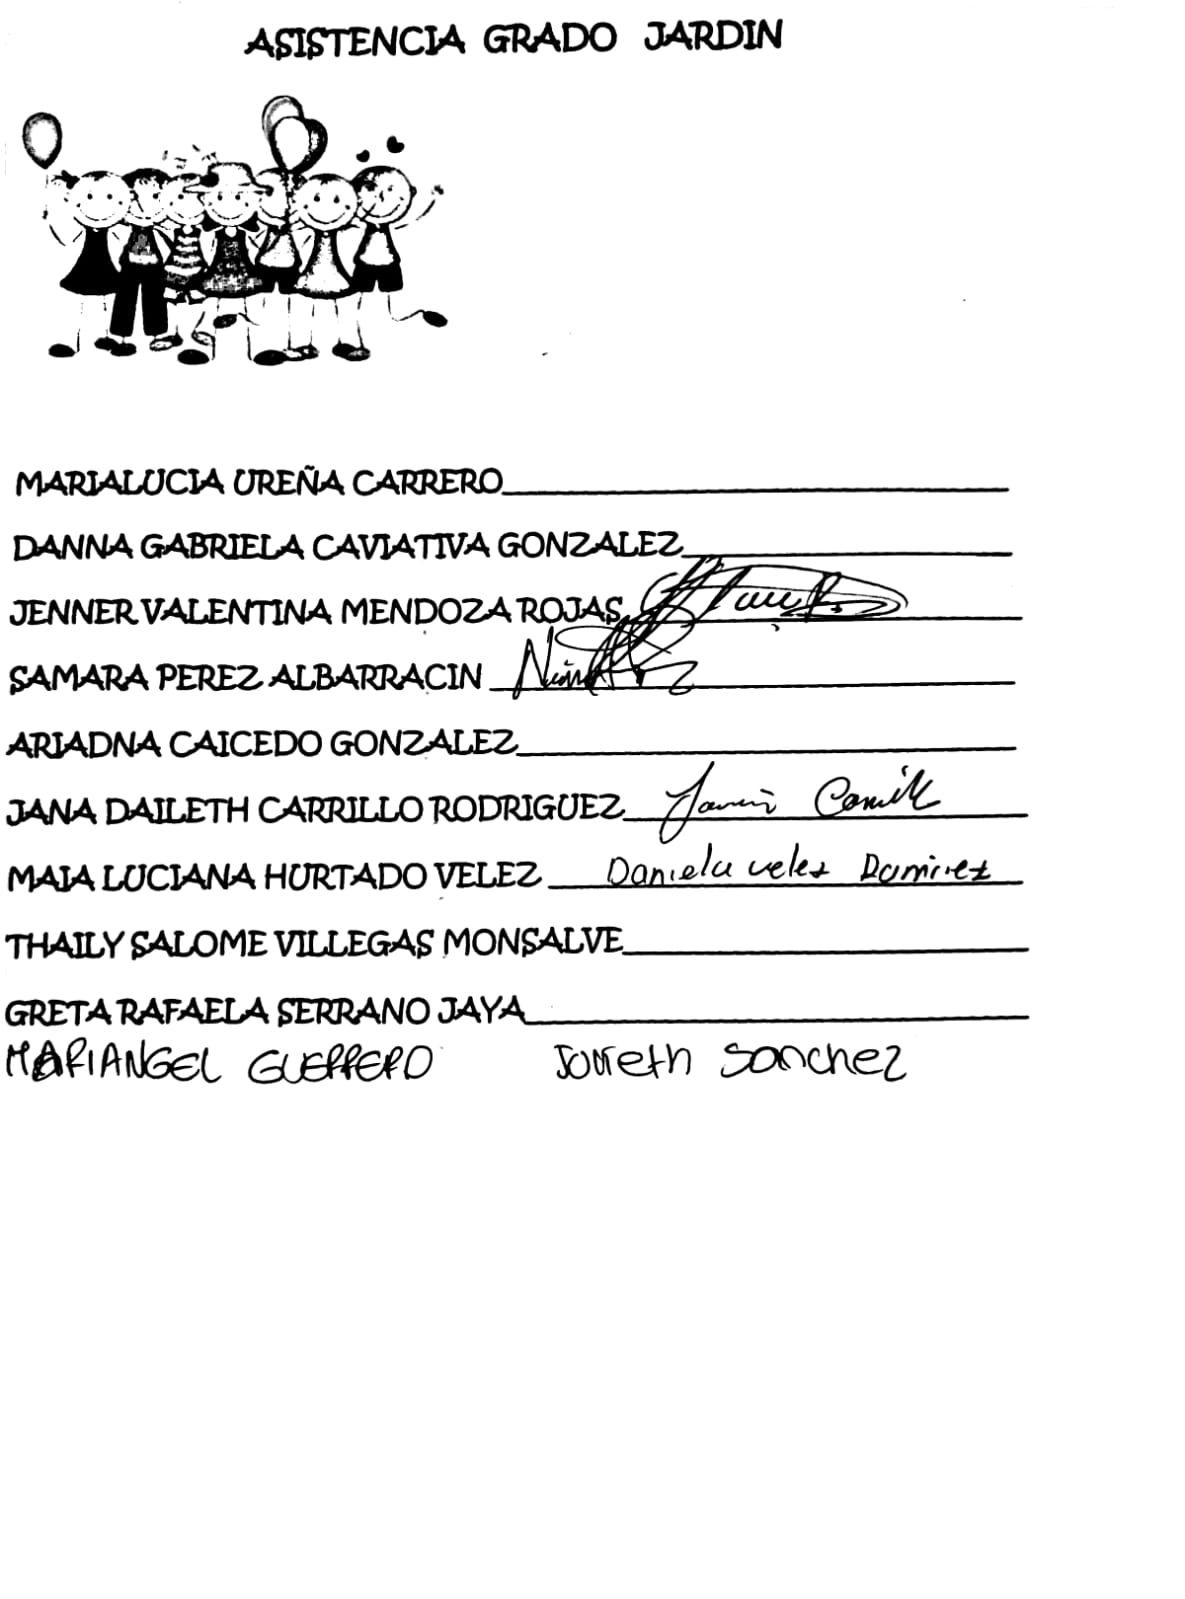 ASISTENCIA GRADO JARDIN
MARIALUCIA UREÑA CARRERO
DANNA GABRIELA CAVIATIVA GONZALEZ
JENNER VALENTINA MENDOZA ROJAS
SAMARA PEREZ ALBARRACIN
ARIADNA CAICEDO GONZALEZ
JANA DAILETH CARRILLO RODRIGUEZ
MAIA LUCIANA HURTADO VELEZ Daniela velez Ramirez
THAILY SALOME VILLEGAS MONSALVE
GRETA RAFAELA SERRANO JAYA
MARIANGEL GUERRERO Sanchez